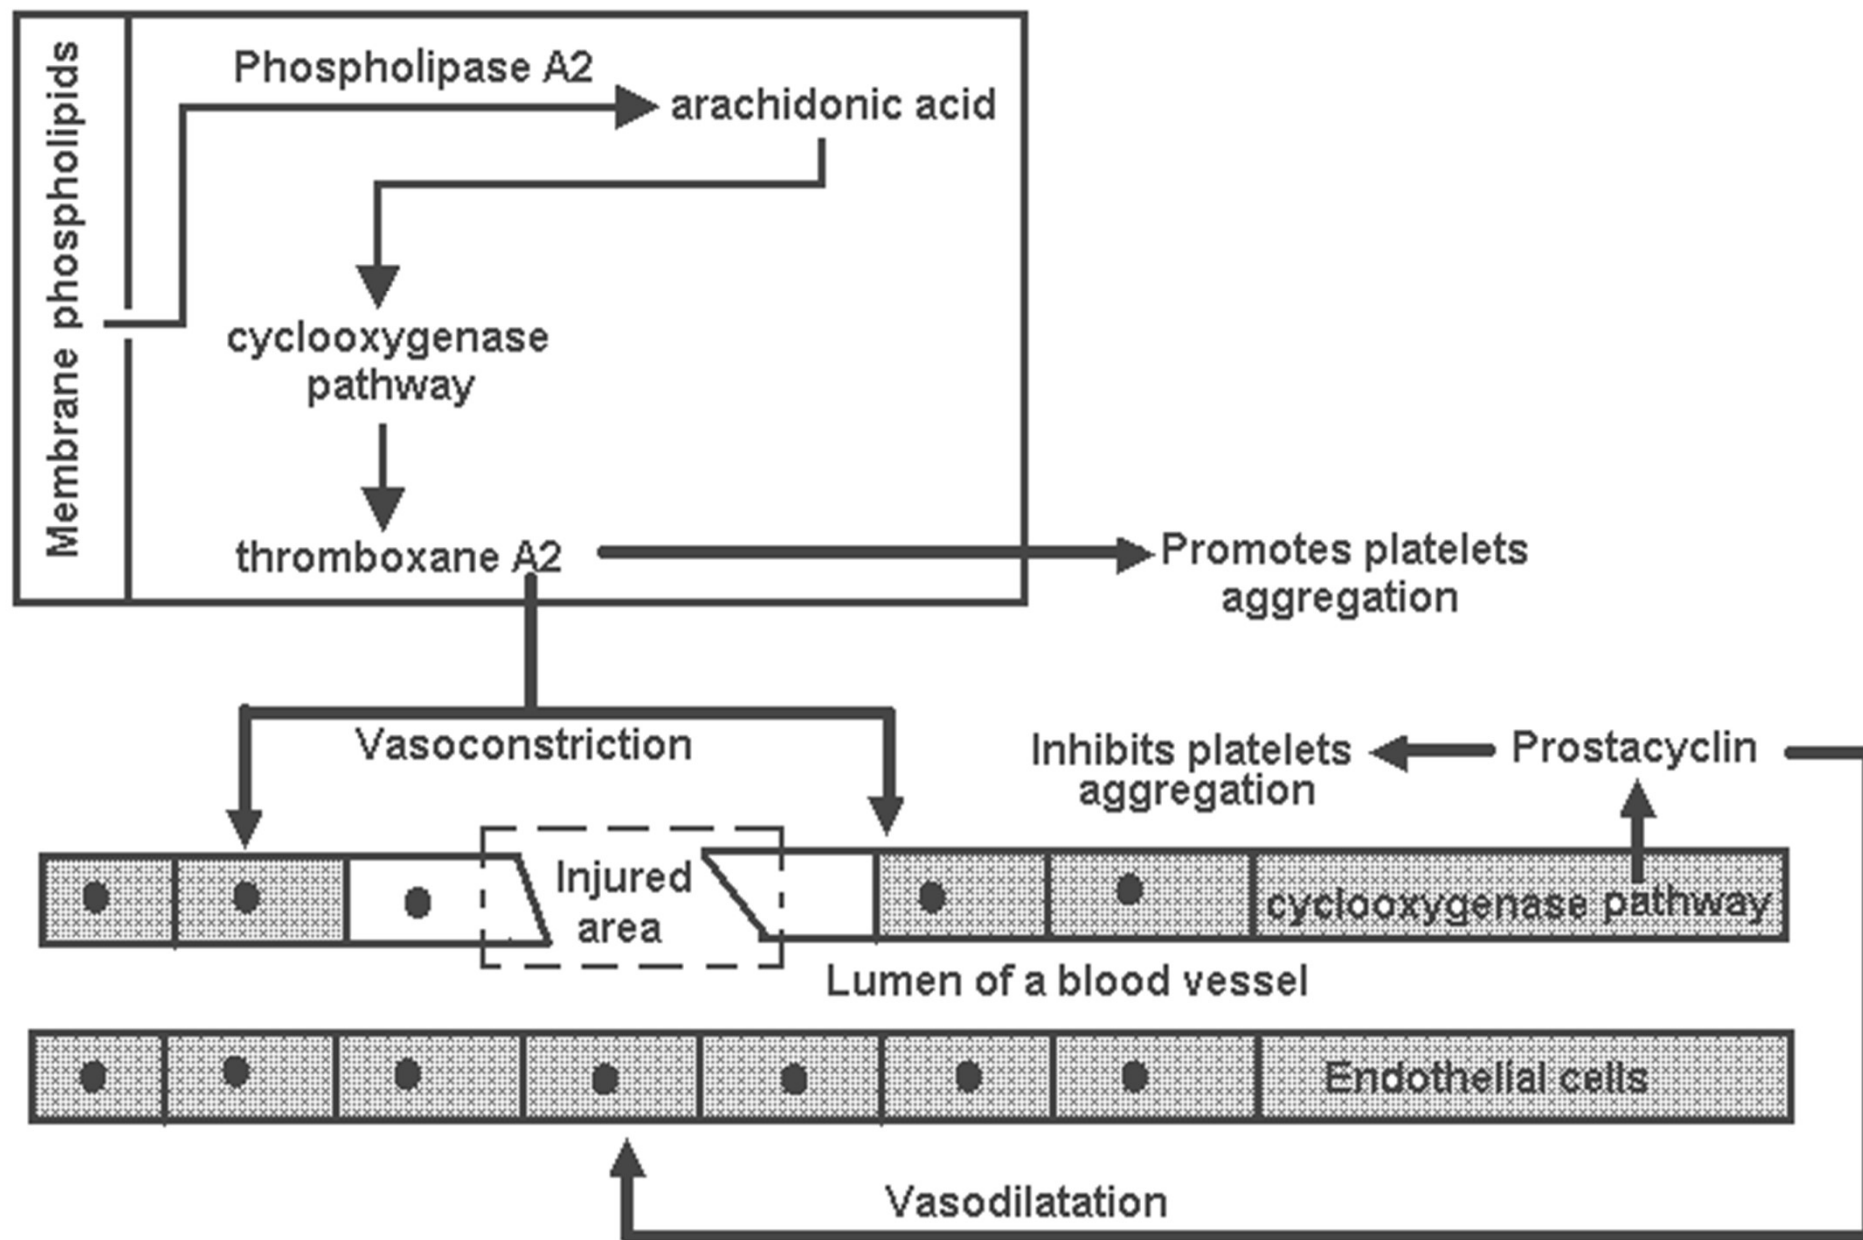 Membrane phospholipids
Phospholipase A2
arachidonic acid
cyclooxygenase
pathway
thromboxane A2
Promotes platelets
aggregation
Vasoconstriction
Inhibits platelets
aggregation
Prostacyclin
Injured
area
cyclooxygenase pathway
Lumen of a blood vessel
Endothelial cells
Vasodilatation